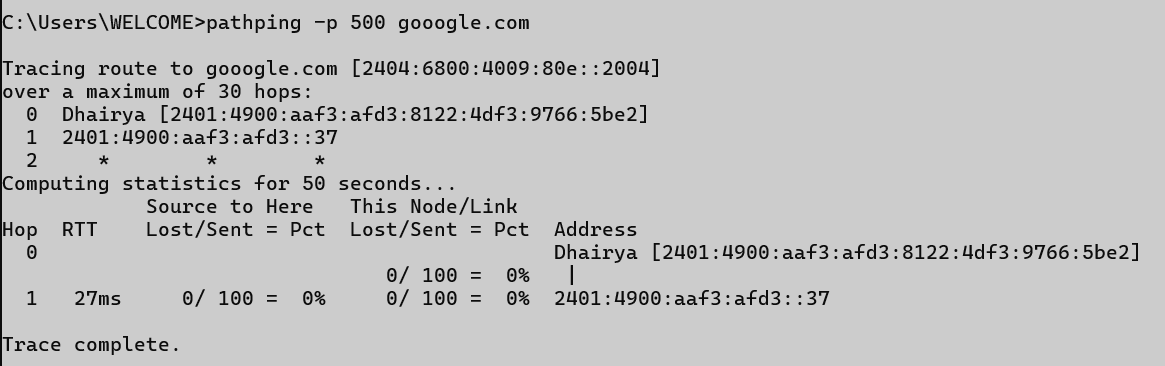 C:\Users\WELCOME>pathping -p 500 gooogle.com
Tracing route to gooogle.com [2404:6800:4009:80e::2004]
over a maximum of 30 hops:
  0  Dhairya [2401:4900:aaf3:afd3:8122:4df3:9766:5be2]
  1  2401:4900:aaf3:afd3::37
  2     *        *        *
Computing statistics for 50 seconds...
            Source to Here   This Node/Link
Hop  RTT    Lost/Sent = Pct  Lost/Sent = Pct  Address
  0                                           Dhairya [2401:4900:aaf3:afd3:8122:4df3:9766:5be2]
                                0/ 100 =  0%   |
  1   27ms     0/ 100 =  0%     0/ 100 =  0%  2401:4900:aaf3:afd3::37
Trace complete.